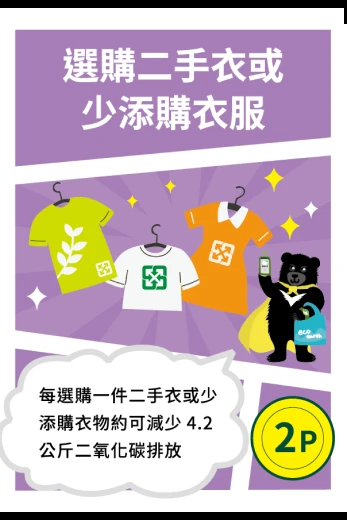 選購二手衣或
少添購衣服
eco
earth
每選購一件二手衣或少
添購衣物約可減少 4.2
公斤二氧化碳排放
2P